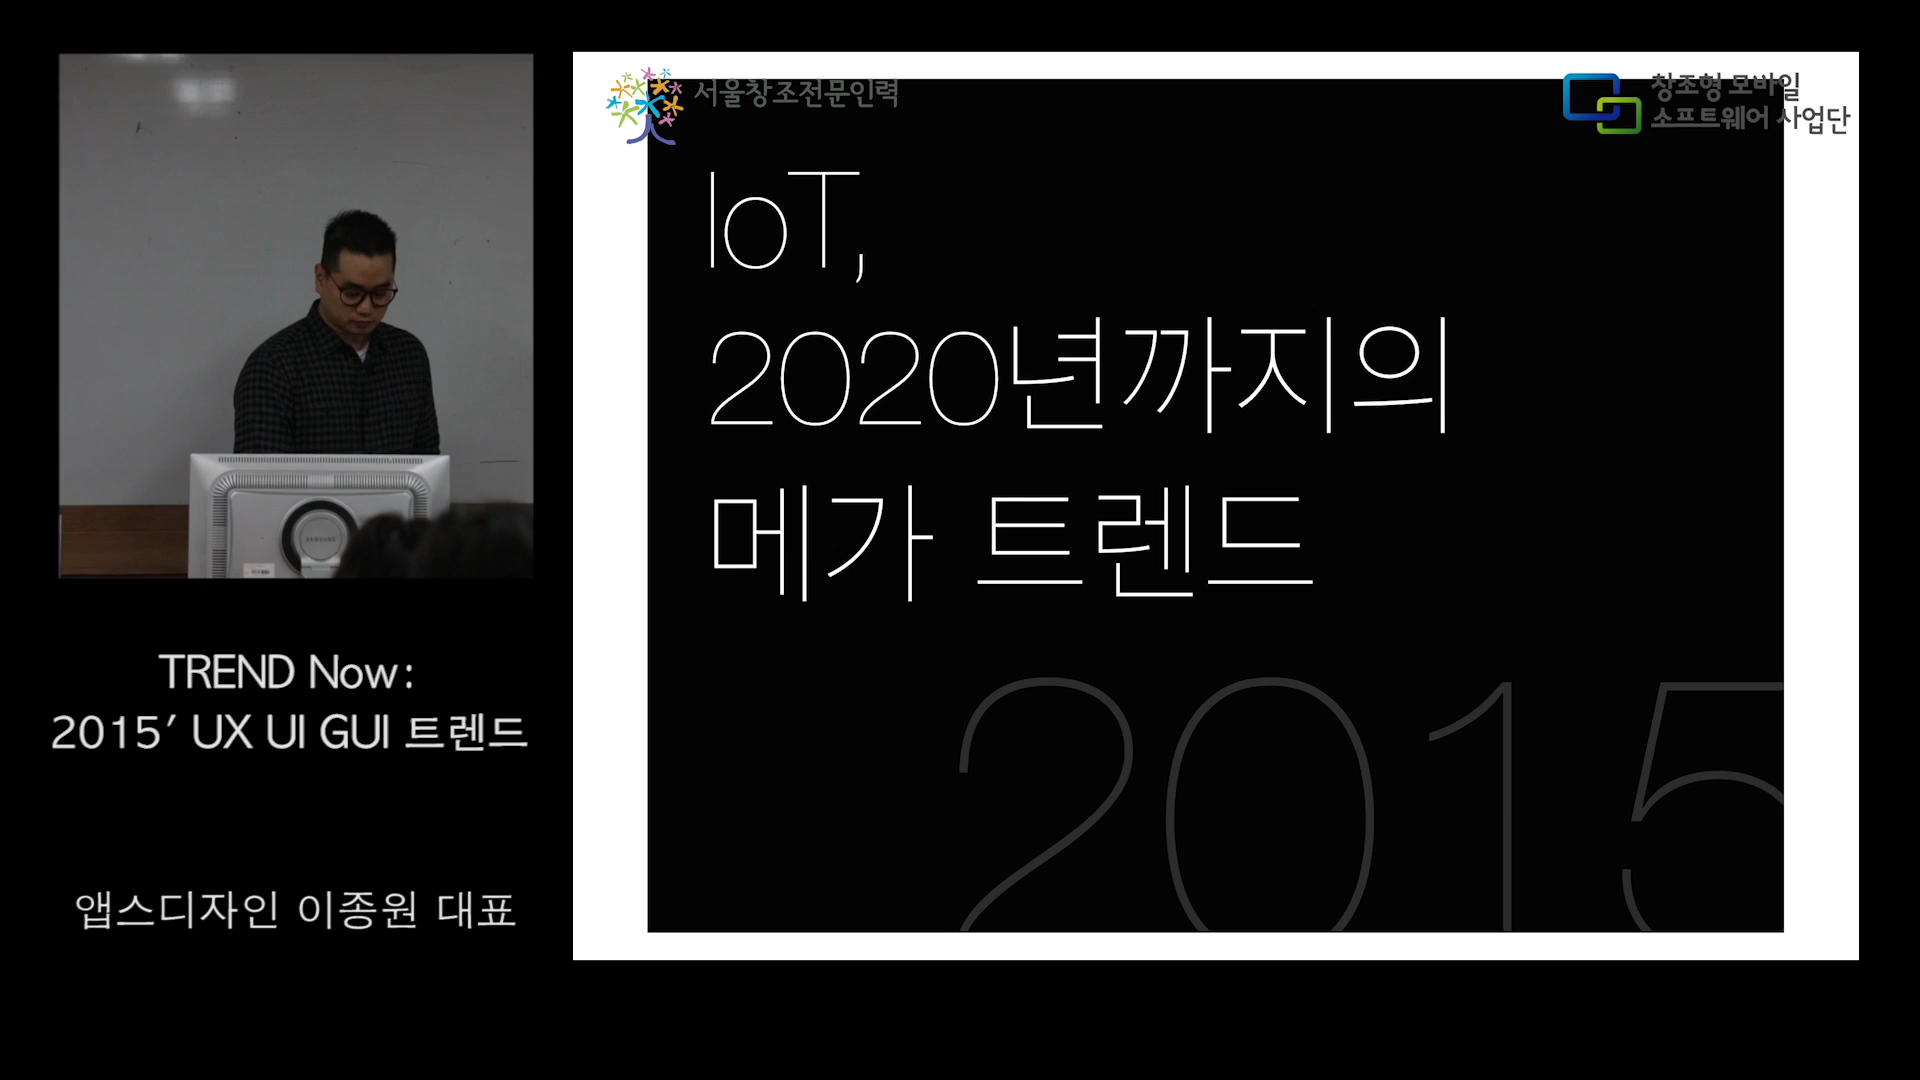 서울창조전문인력
창조형 모바일
소프트웨어 사업단
IoT,
2020년까지의
메가 트렌드
2015
SAMSUNG
TREND Now:
2015' UX UI GUI 트렌드
앱스디자인 이종원 대표